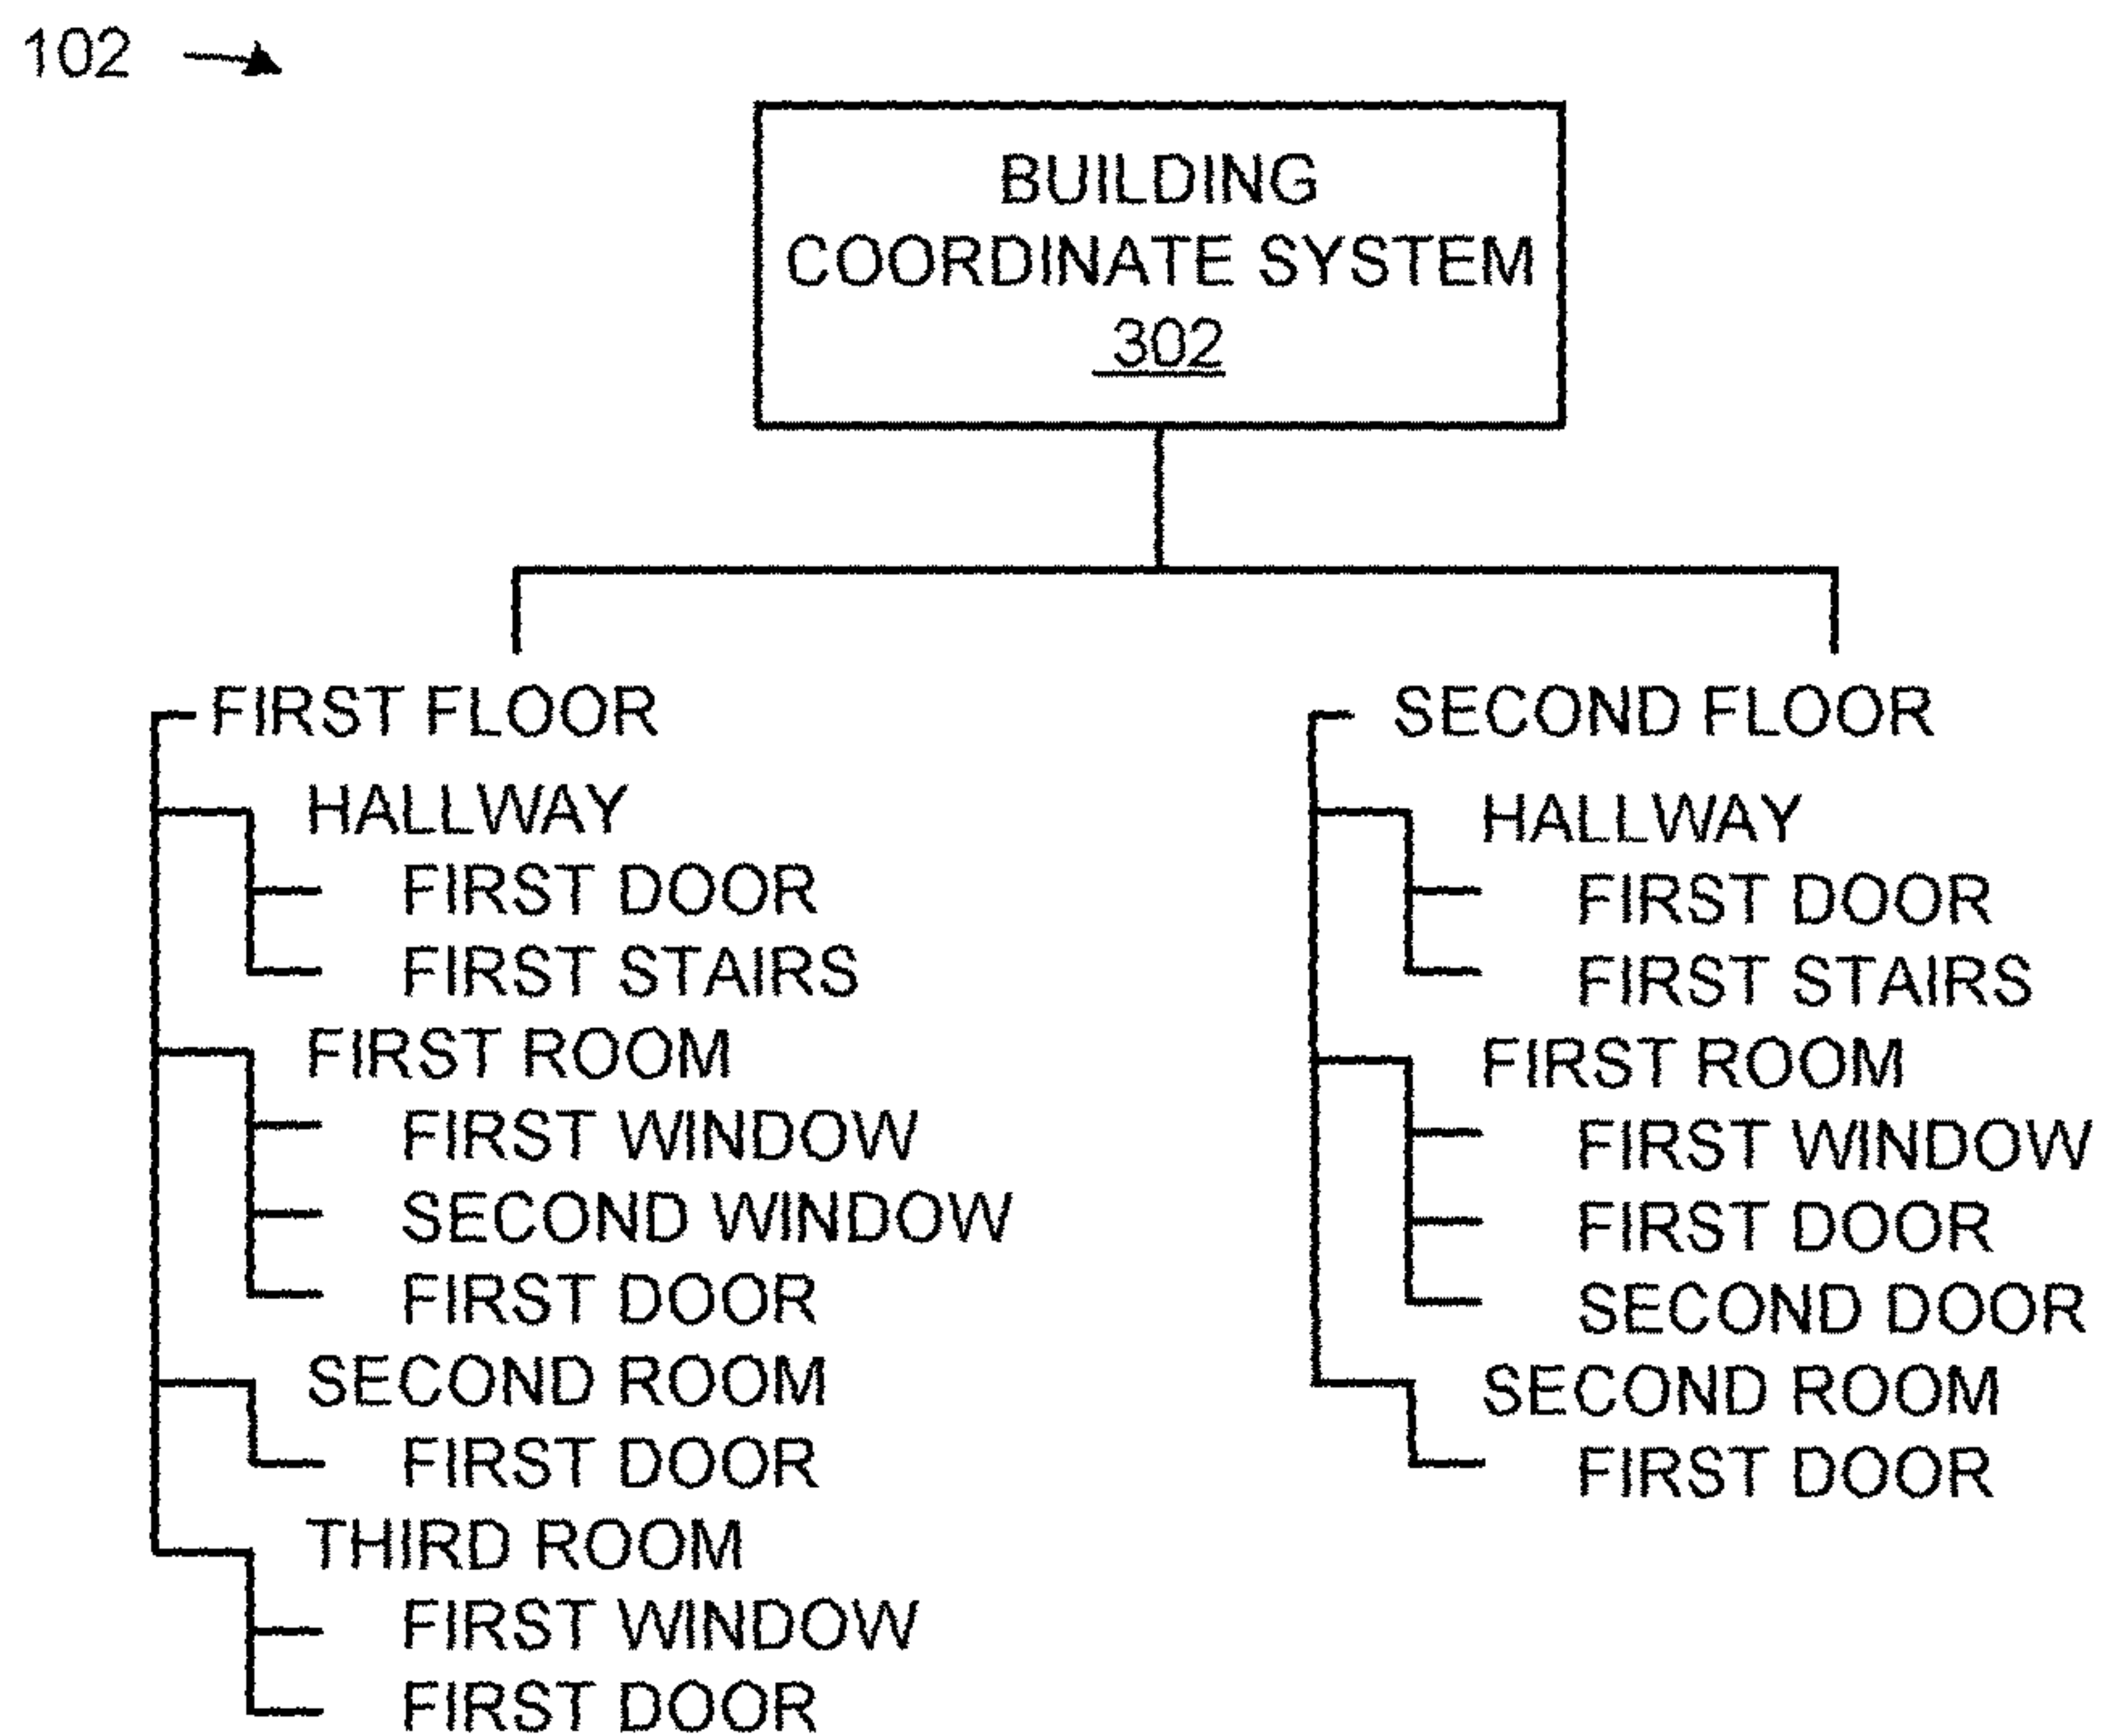 102
BUILDING
COORDINATE SYSTEM
302
FIRST FLOOR
HALLWAY
FIRST DOOR
FIRST STAIRS
FIRST ROOM
FIRST WINDOW
SECOND WINDOW
FIRST DOOR
SECOND ROOM
FIRST DOOR
THIRD ROOM
FIRST WINDOW
FIRST DOOR
SECOND FLOOR
HALLWAY
FIRST DOOR
FIRST STAIRS
FIRST ROOM
FIRST WINDOW
FIRST DOOR
SECOND DOOR
SECOND ROOM
FIRST DOOR